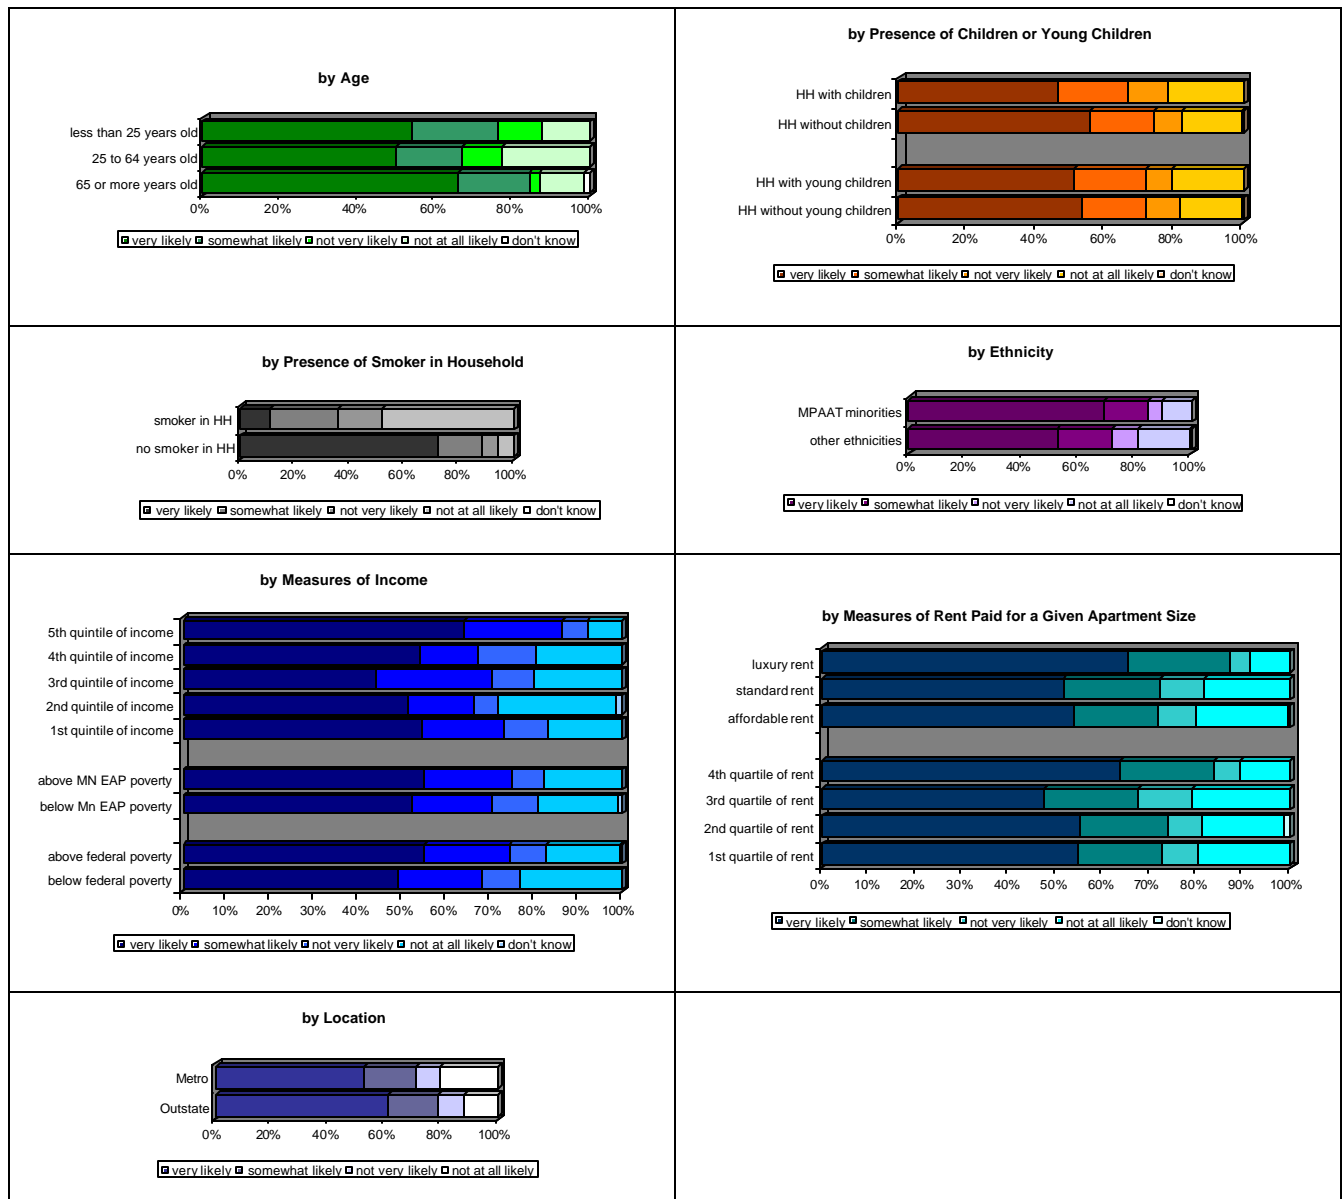 by Age
less than 25 years old
25 to 64 years old
65 or more years old
0% 20% 40% 60% 80% 100%
very likely somewhat likely not very likely not at all likely don't know
by Presence of Children or Young Children
HH with children
HH without children
HH with young children
HH without young children
0% 20% 40% 60% 80% 100%
very likely somewhat likely not very likely not at all likely don't know
by Presence of Smoker in Household
smoker in HH
no smoker in HH
0% 20% 40% 60% 80% 100%
very likely somewhat likely not very likely not at all likely don't know
by Ethnicity
MPAAT minorities
other ethnicities
0% 20% 40% 60% 80% 100%
very likely somewhat likely not very likely not at all likely don't know
by Measures of Income
5th quintile of income
4th quintile of income
3rd quintile of income
2nd quintile of income
1st quintile of income
above MN EAP poverty
below Mn EAP poverty
above federal poverty
below federal poverty
0% 10% 20% 30% 40% 50% 60% 70% 80% 90% 100%
very likely somewhat likely not very likely not at all likely don't know
by Measures of Rent Paid for a Given Apartment Size
luxury rent
standard rent
affordable rent
4th quartile of rent
3rd quartile of rent
2nd quartile of rent
1st quartile of rent
0% 10% 20% 30% 40% 50% 60% 70% 80% 90% 100%
very likely somewhat likely not very likely not at all likely don't know
by Location
Metro
Outstate
0% 20% 40% 60% 80% 100%
very likely somewhat likely not very likely not at all likely